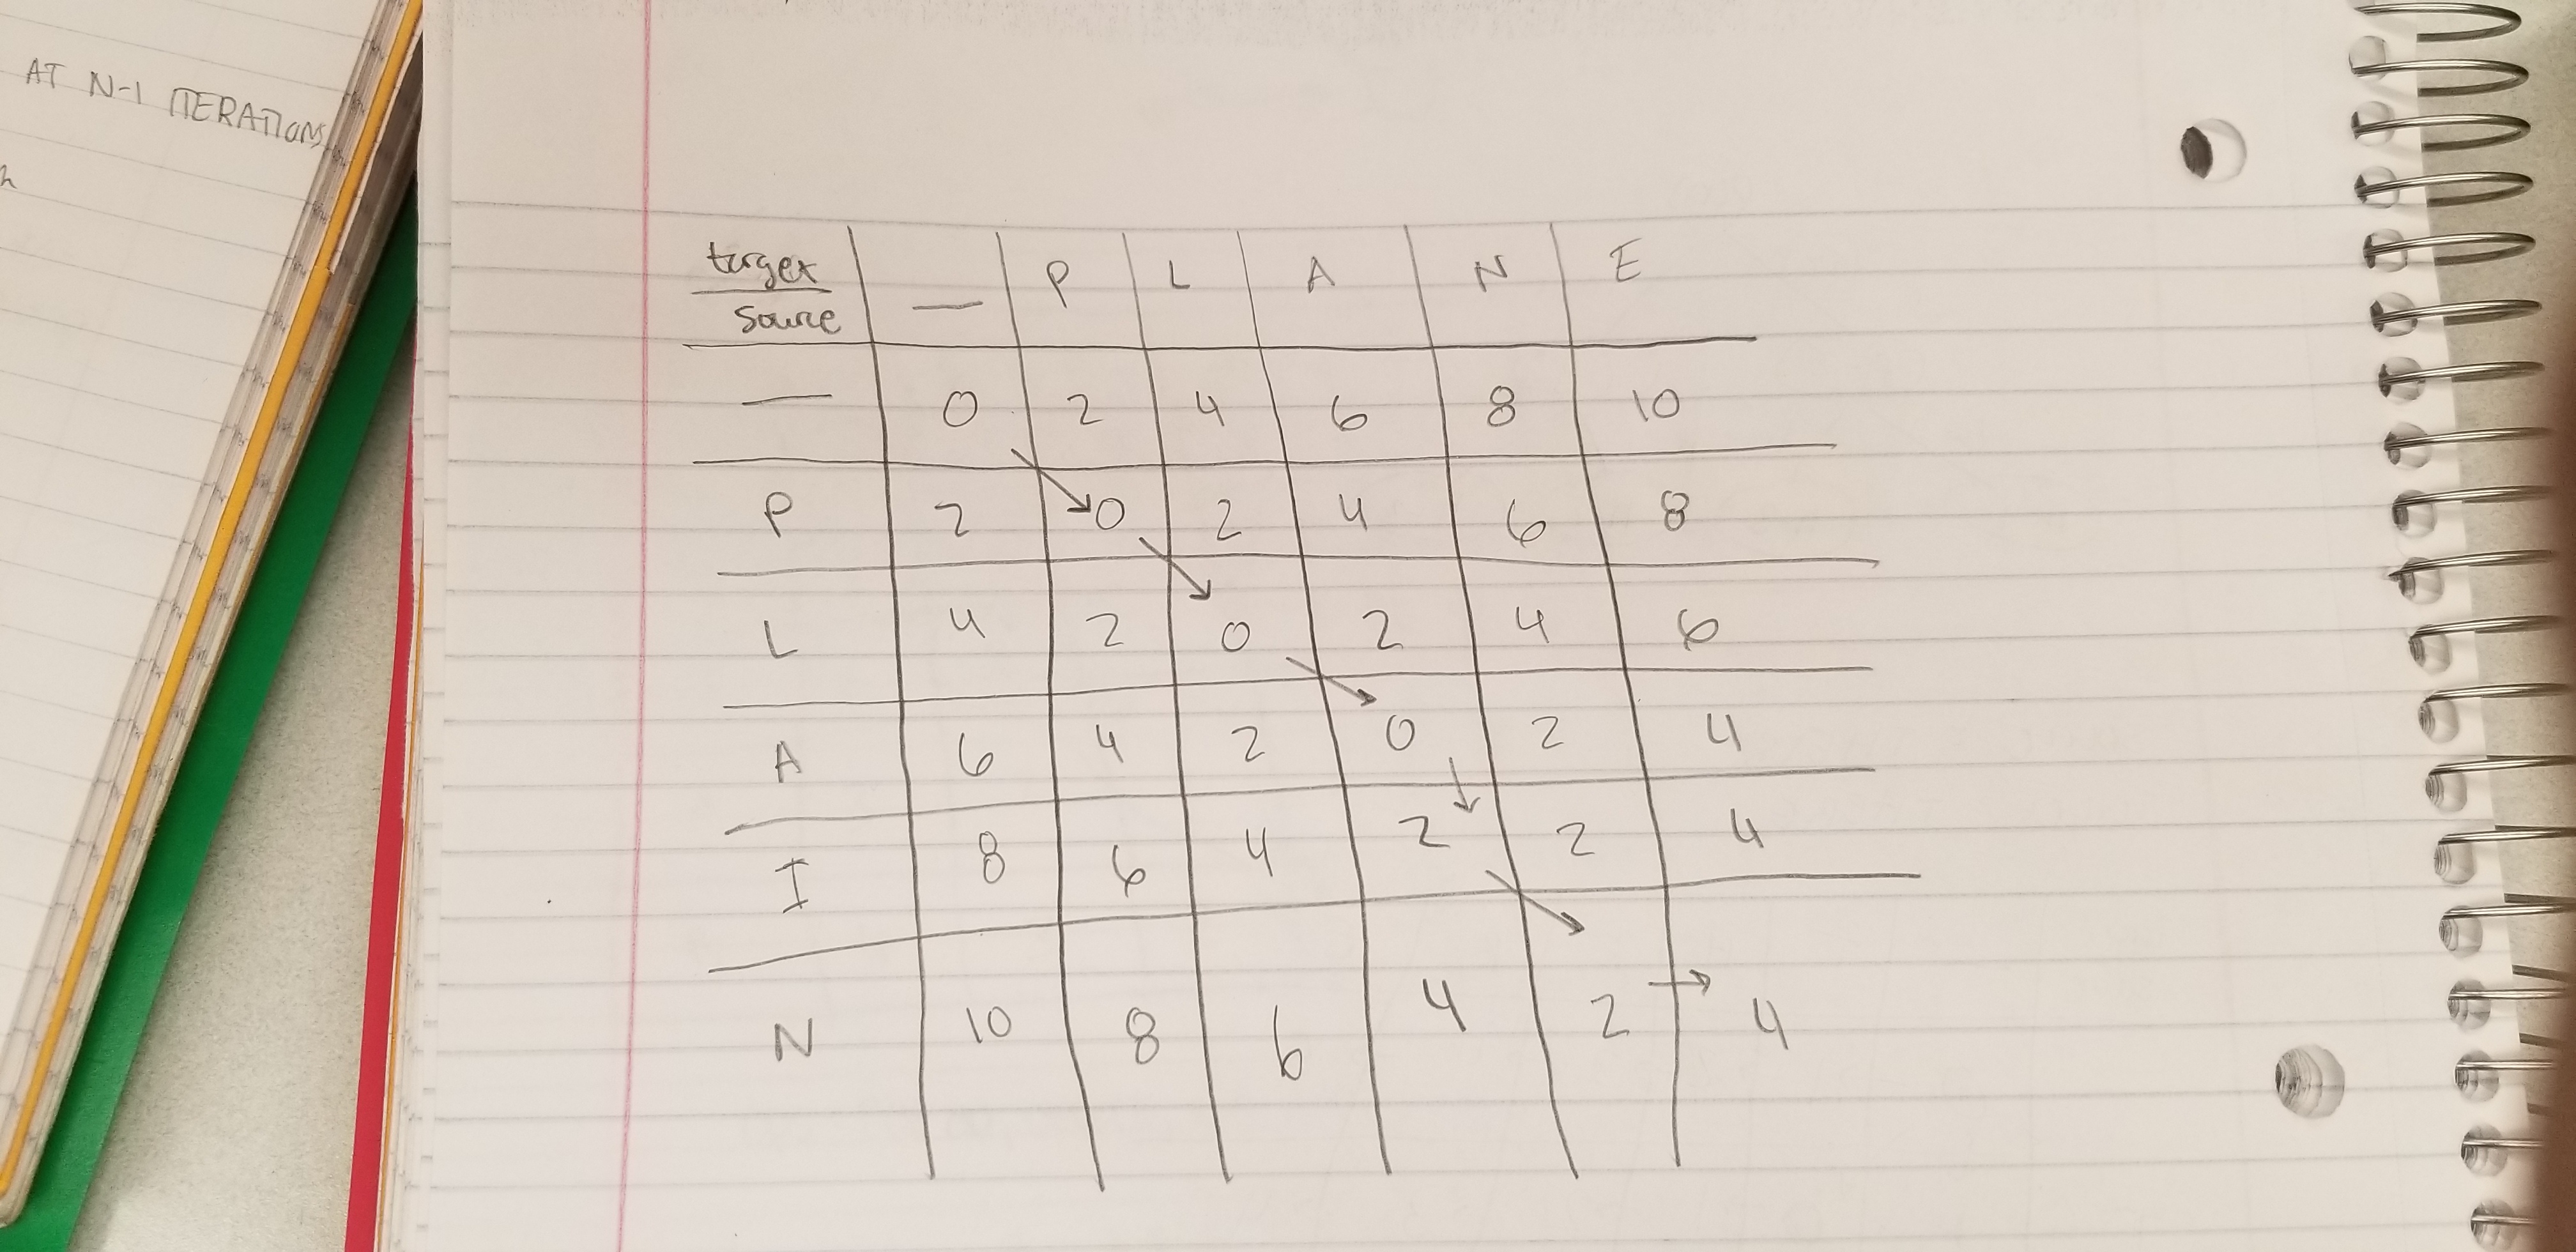 AT N-1 ITERATIONS
h
target — P L A N E
source
— 0 2 4 6 8 10
P 2 0 2 4 6 8
L 4 2 0 2 4 6
A 6 4 2 0 2 4
I 8 6 4 2 2 4
N 10 8 6 4 2 4